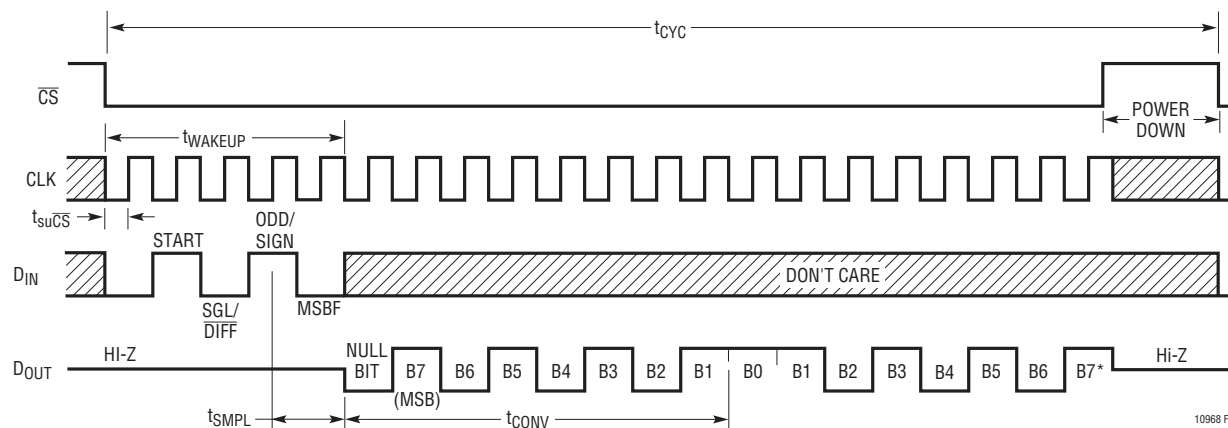 tCYC
CS
POWER
DOWN
tWAKEUP
CLK
tsuCS
START
ODD/
SIGN
DIN
DON'T CARE
SGL/
DIFF
MSBF
DOUT
HI-Z
NULL
BIT
B7
(MSB)
B6
B5
B4
B3
B2
B1
B0
B1
B2
B3
B4
B5
B6
B7*
Hi-Z
tSMPL
tCONV
10968 F